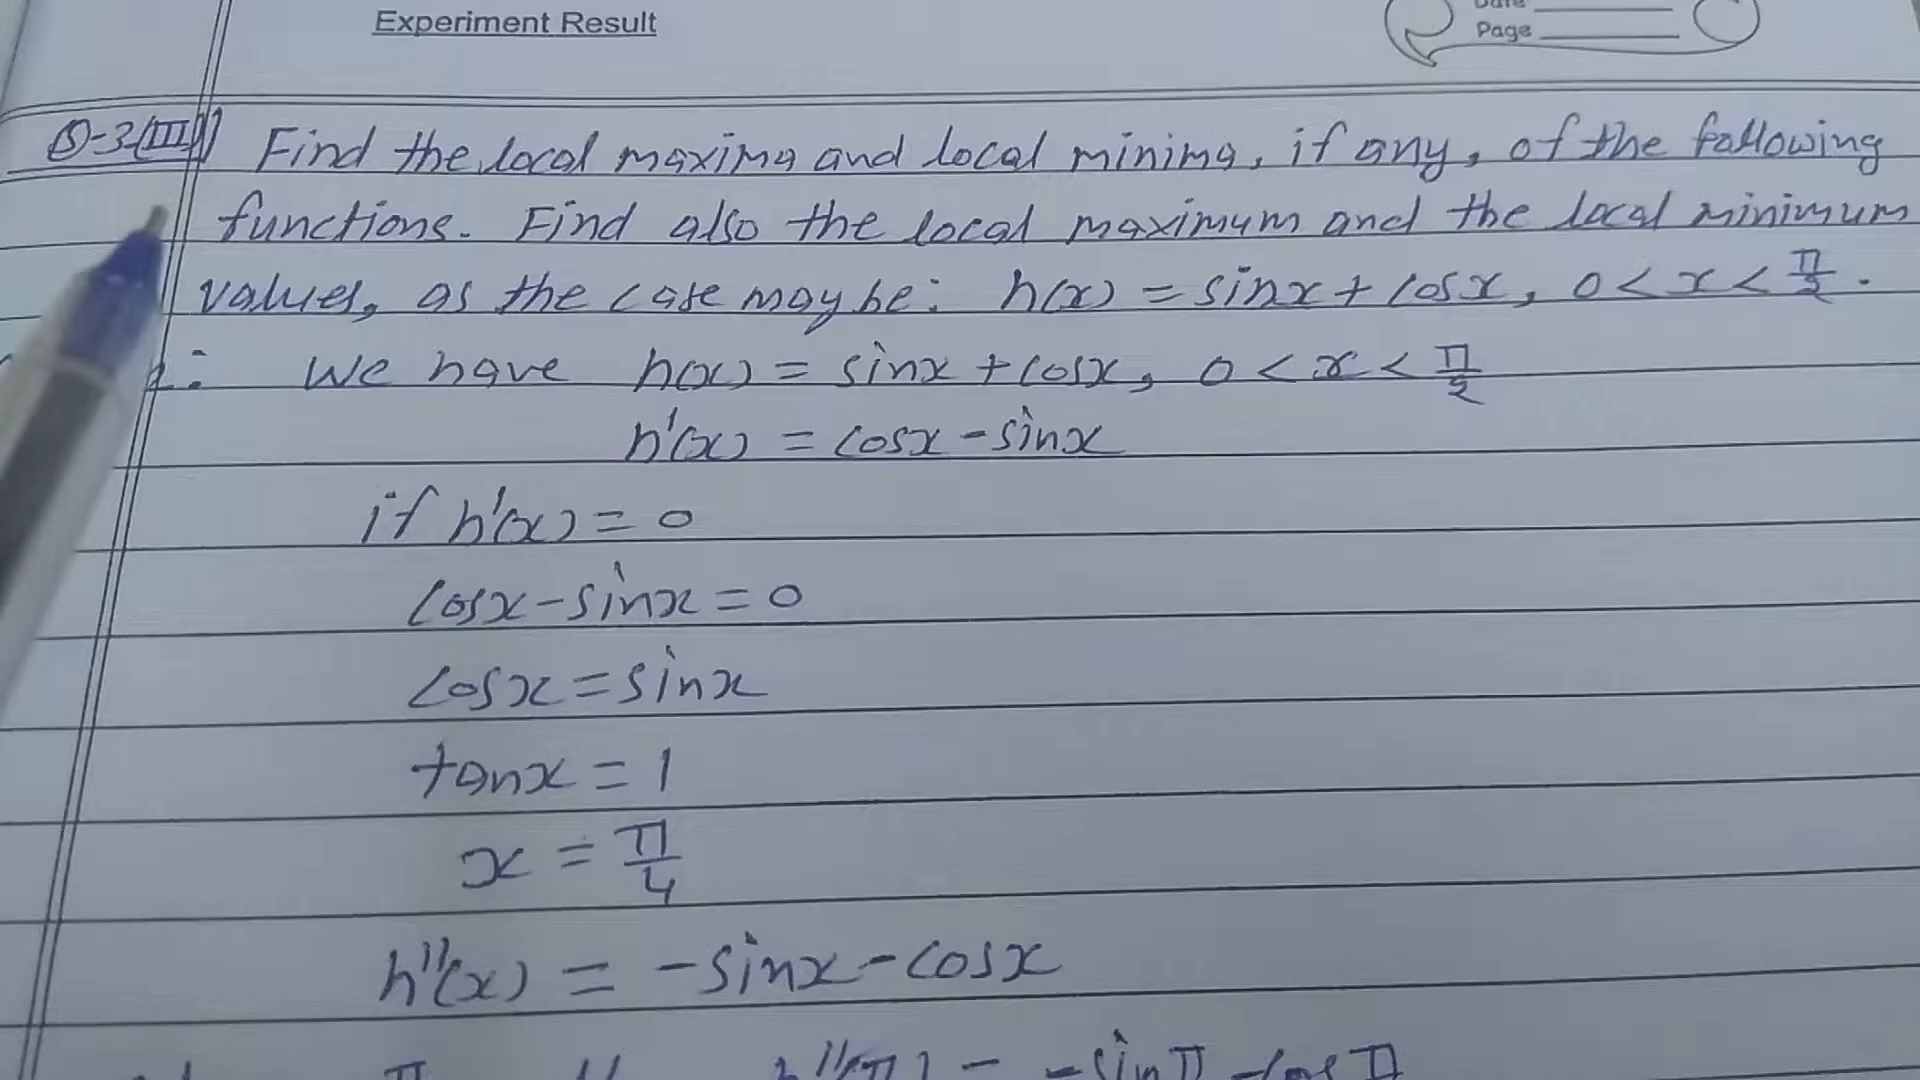 Experiment Result
Date
Page
Q-3(III) Find the local maxima and local minima, if any, of the following
functions. Find also the local maximum and the local minimum
values, as the case may be: h(x) = sinx + cosx, 0 < x < π/2.
We have h(x) = sinx + cosx, 0 < x < π/2
h'(x) = cosx - sinx
if h'(x) = 0
cosx - sinx = 0
cosx = sinx
tanx = 1
x = π/4
h''(x) = -sinx - cosx